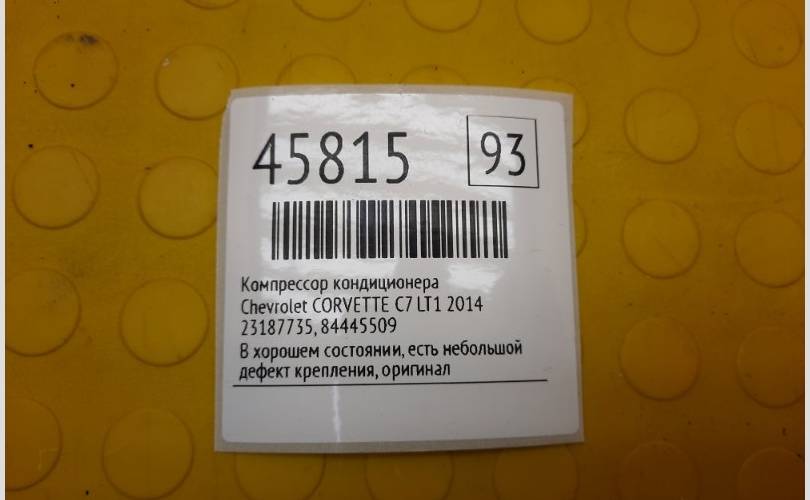 45815 93
Компрессор кондиционера
Chevrolet CORVETTE C7 LT1 2014
23187735, 84445509
В хорошем состоянии, есть небольшой
дефект крепления, оригинал